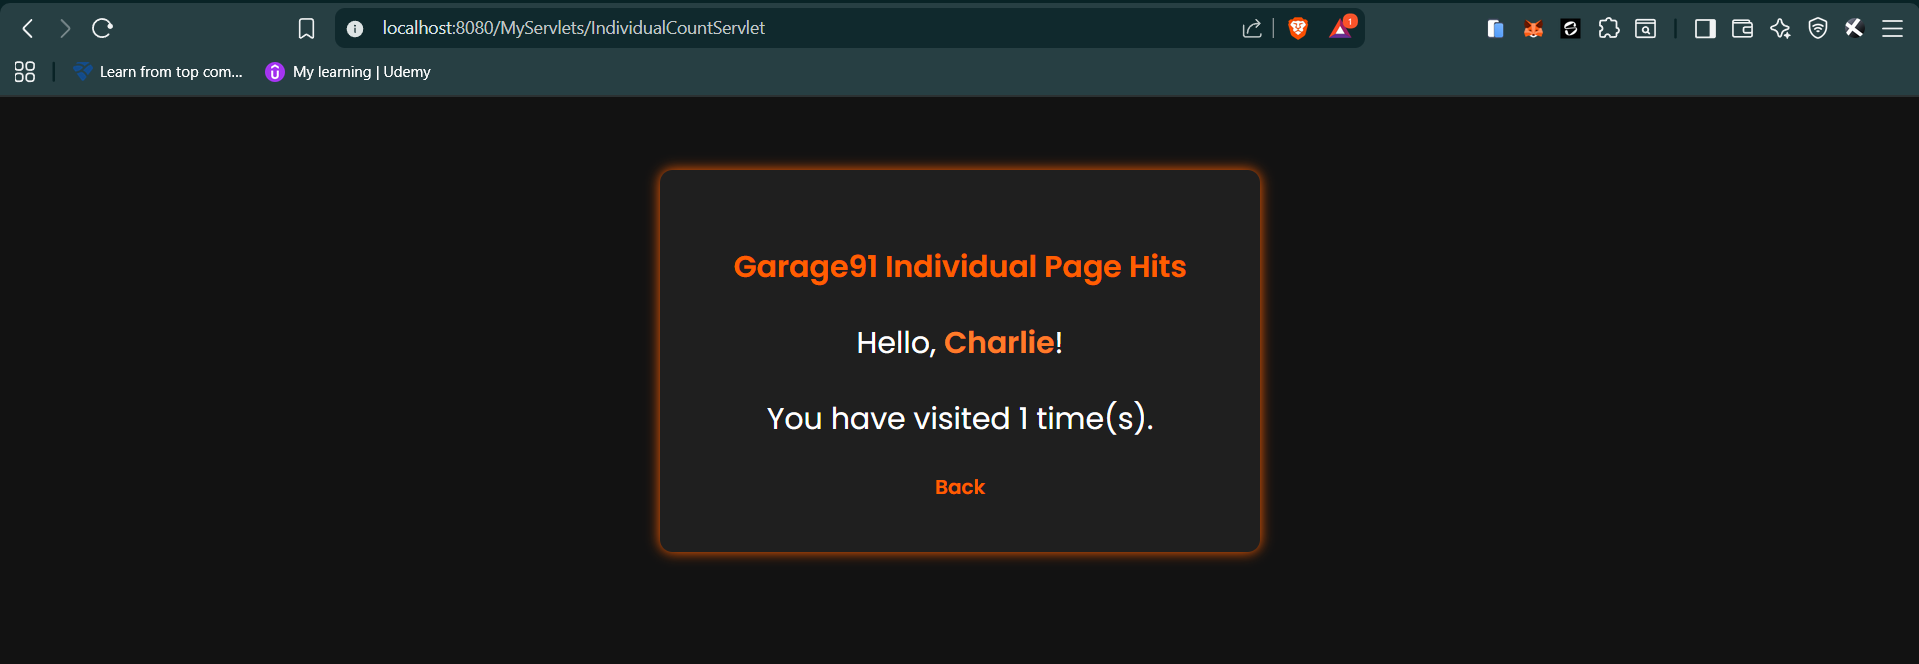 localhost:8080/MyServlets/IndividualCountServlet
1
Learn from top com...
My learning | Udemy
Garage91 Individual Page Hits
Hello, Charlie!
You have visited 1 time(s).
Back